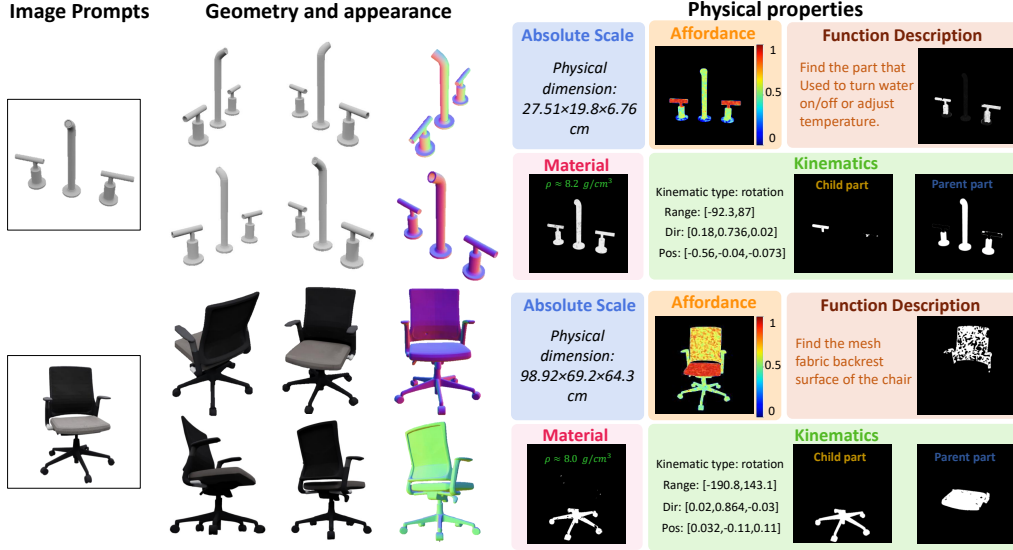 Image Prompts
Geometry and appearance
Physical properties
Absolute Scale
Physical
dimension:
27.51×19.8×6.76
cm
Affordance
1
0.5
0
Function Description
Find the part that
Used to turn water
on/off or adjust
temperature.
Material
ρ ≈ 8.2 g/cm³
Kinematics
Kinematic type: rotation
Range: [-92.3,87]
Dir: [0.18,0.736,0.02]
Pos: [-0.56,-0.04,-0.073]
Child part
Parent part
Absolute Scale
Physical
dimension:
98.92×69.2×64.3
cm
Affordance
1
0.5
0
Function Description
Find the mesh
fabric backrest
surface of the chair
Material
ρ ≈ 8.0 g/cm³
Kinematics
Kinematic type: rotation
Range: [-190.8,143.1]
Dir: [0.02,0.864,-0.03]
Pos: [0.032,-0.11,0.11]
Child part
Parent part